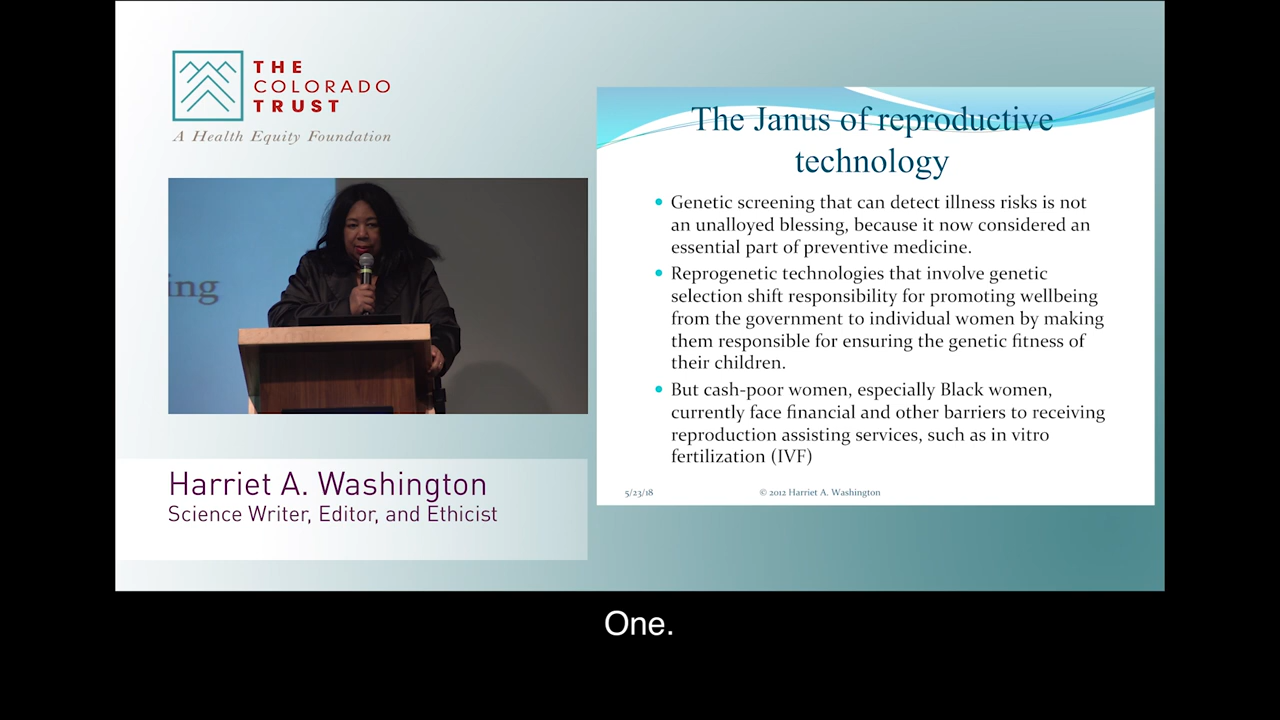 THE
COLORADO
TRUST
A Health Equity Foundation
ing
Harriet A. Washington
Science Writer, Editor, and Ethicist
The Janus of reproductive
technology
• Genetic screening that can detect illness risks is not
an unalloyed blessing, because it now considered an
essential part of preventive medicine.
• Reprogenetic technologies that involve genetic
selection shift responsibility for promoting wellbeing
from the government to individual women by making
them responsible for ensuring the genetic fitness of
their children.
• But cash-poor women, especially Black women,
currently face financial and other barriers to receiving
reproduction assisting services, such as in vitro
fertilization (IVF)
5/23/18
© 2012 Harriet A. Washington
One.